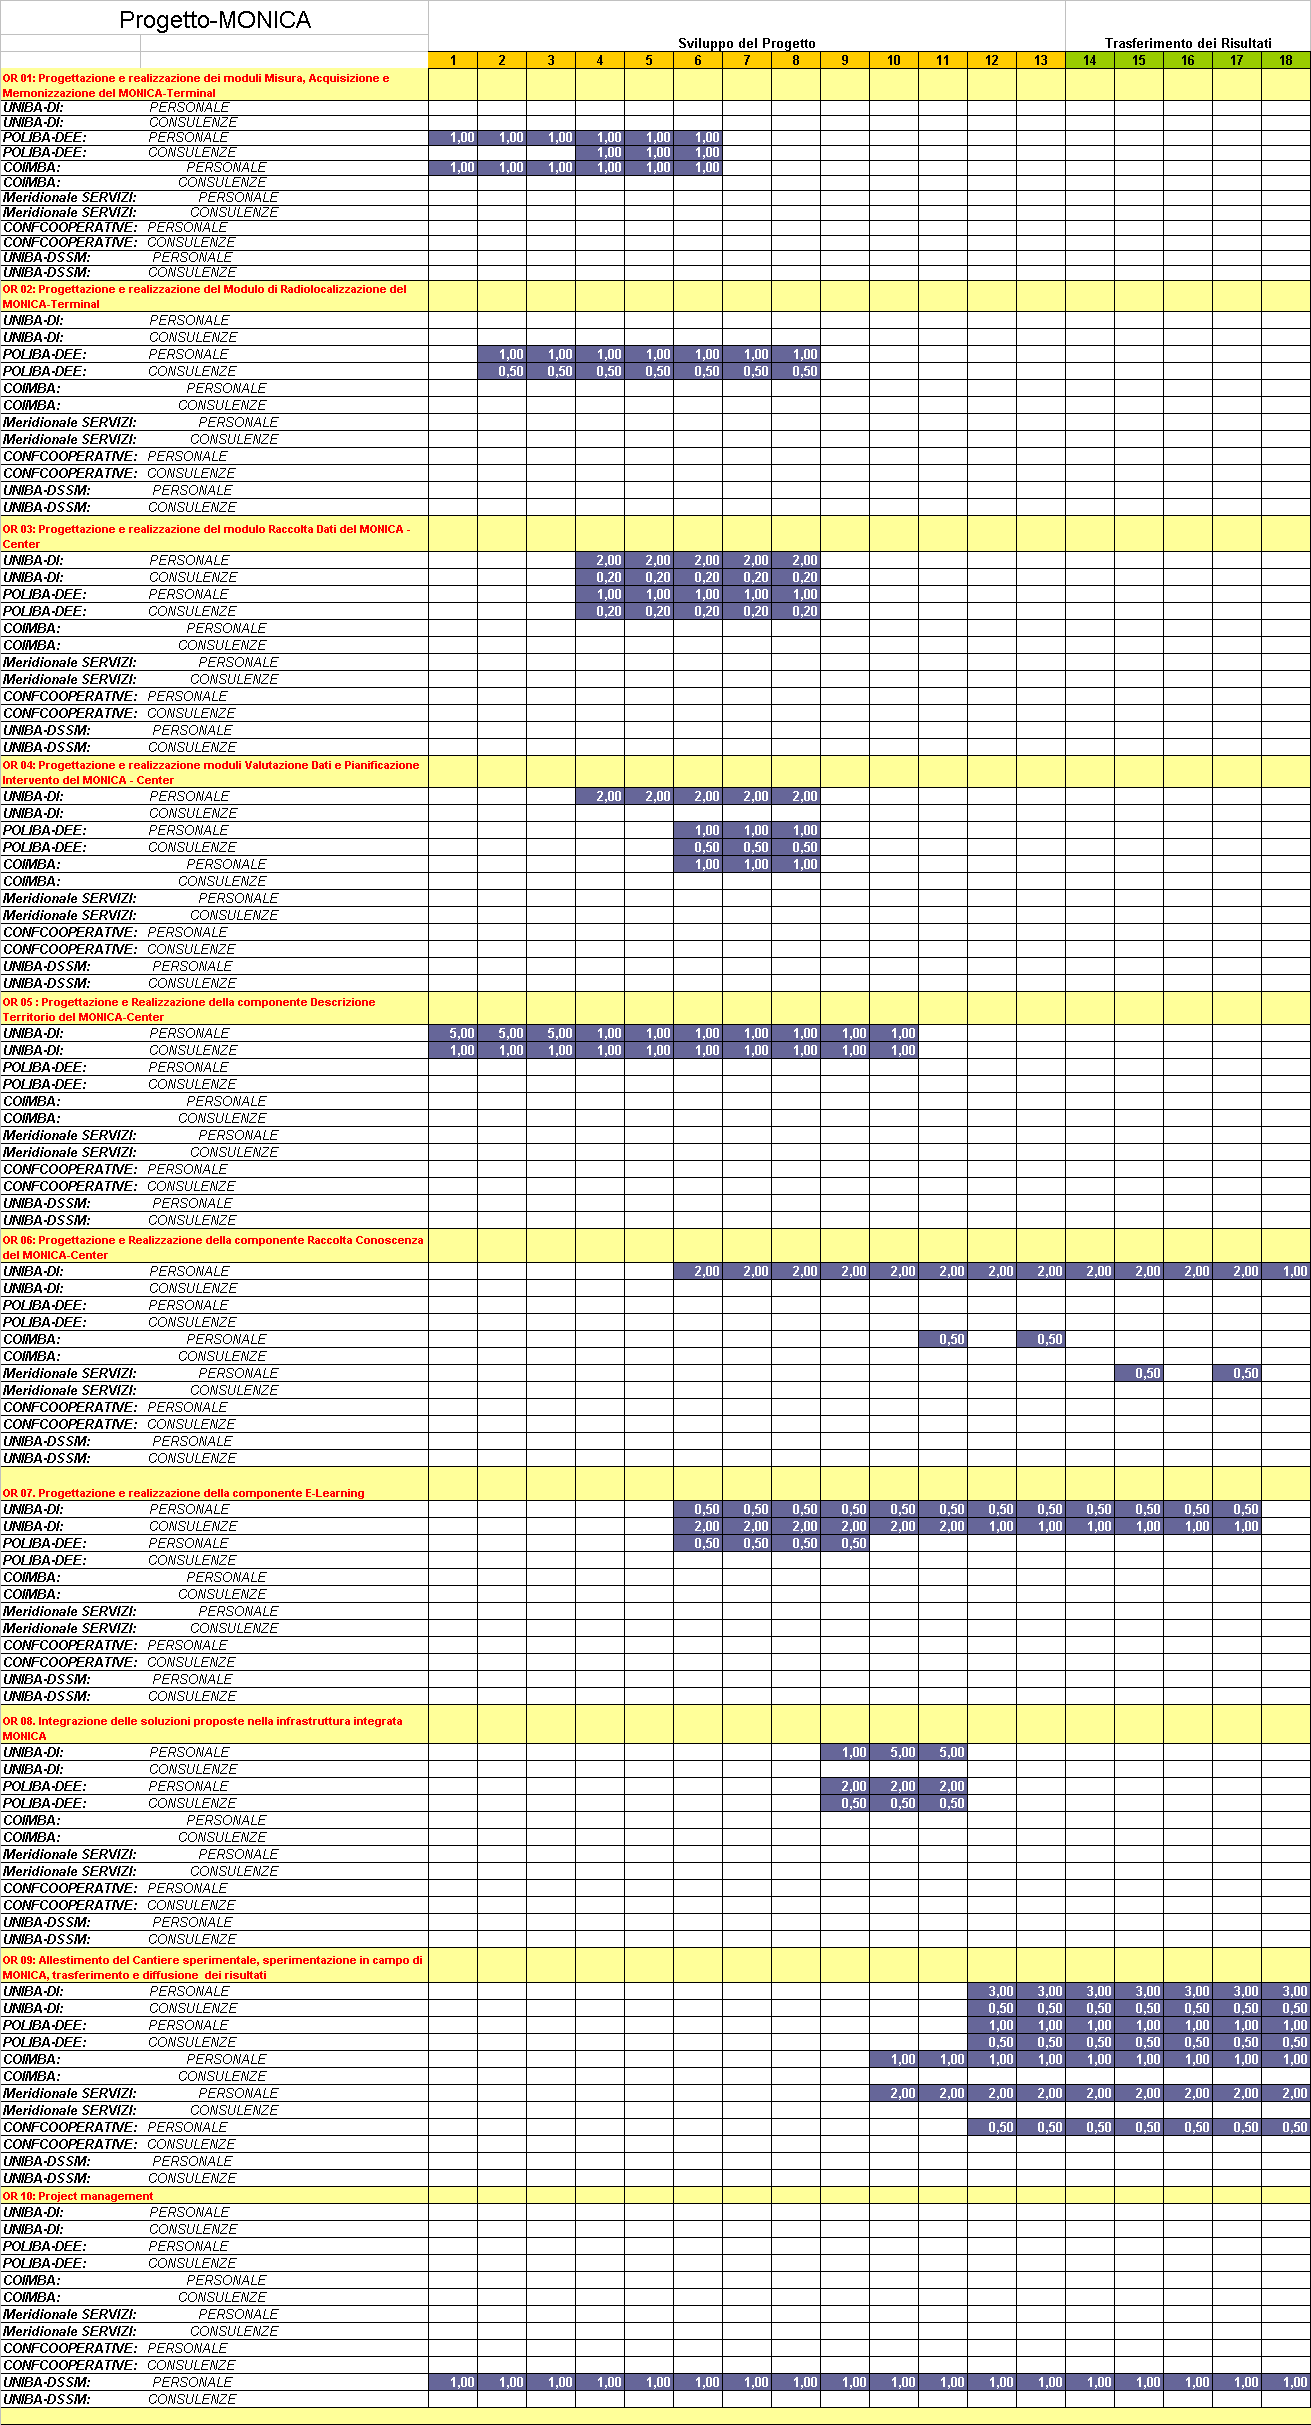 Progetto-MONICA
Sviluppo del Progetto Trasferimento dei Risultati
1 2 3 4 5 6 7 8 9 10 11 12 13 14 15 16 17 18
OR 01: Progettazione e realizzazione dei moduli Misura, Acquisizione e
Memonizzazione del MONICA-Terminal
UNIBA-DI: PERSONALE
UNIBA-DI: CONSULENZE
POLIBA-DEE: PERSONALE 1,00 1,00 1,00 1,00 1,00 1,00
POLIBA-DEE: CONSULENZE 1,00 1,00 1,00
COIMBA: PERSONALE 1,00 1,00 1,00 1,00 1,00 1,00
COIMBA: CONSULENZE
Meridionale SERVIZI: PERSONALE
Meridionale SERVIZI: CONSULENZE
CONFCOOPERATIVE: PERSONALE
CONFCOOPERATIVE: CONSULENZE
UNIBA-DSSM: PERSONALE
UNIBA-DSSM: CONSULENZE
OR 02: Progettazione e realizzazione del Modulo di Radiolocalizzazione del
MONICA-Terminal
UNIBA-DI: PERSONALE
UNIBA-DI: CONSULENZE
POLIBA-DEE: PERSONALE 1,00 1,00 1,00 1,00 1,00 1,00 1,00
POLIBA-DEE: CONSULENZE 0,50 0,50 0,50 0,50 0,50 0,50 0,50
COIMBA: PERSONALE
COIMBA: CONSULENZE
Meridionale SERVIZI: PERSONALE
Meridionale SERVIZI: CONSULENZE
CONFCOOPERATIVE: PERSONALE
CONFCOOPERATIVE: CONSULENZE
UNIBA-DSSM: PERSONALE
UNIBA-DSSM: CONSULENZE
OR 03: Progettazione e realizzazione del modulo Raccolta Dati del MONICA -
Center
UNIBA-DI: PERSONALE 2,00 2,00 2,00 2,00 2,00
UNIBA-DI: CONSULENZE 0,20 0,20 0,20 0,20 0,20
POLIBA-DEE: PERSONALE 1,00 1,00 1,00 1,00 1,00
POLIBA-DEE: CONSULENZE 0,20 0,20 0,20 0,20 0,20
COIMBA: PERSONALE
COIMBA: CONSULENZE
Meridionale SERVIZI: PERSONALE
Meridionale SERVIZI: CONSULENZE
CONFCOOPERATIVE: PERSONALE
CONFCOOPERATIVE: CONSULENZE
UNIBA-DSSM: PERSONALE
UNIBA-DSSM: CONSULENZE
OR 04: Progettazione e realizzazione moduli Valutazione Dati e Pianificazione
Intervento del MONICA - Center
UNIBA-DI: PERSONALE 2,00 2,00 2,00 2,00 2,00
UNIBA-DI: CONSULENZE
POLIBA-DEE: PERSONALE 1,00 1,00 1,00
POLIBA-DEE: CONSULENZE 0,50 0,50 0,50
COIMBA: PERSONALE 1,00 1,00 1,00
COIMBA: CONSULENZE
Meridionale SERVIZI: PERSONALE
Meridionale SERVIZI: CONSULENZE
CONFCOOPERATIVE: PERSONALE
CONFCOOPERATIVE: CONSULENZE
UNIBA-DSSM: PERSONALE
UNIBA-DSSM: CONSULENZE
OR 05 : Progettazione e Realizzazione della componente Descrizione
Territorio del MONICA-Center
UNIBA-DI: PERSONALE 5,00 5,00 5,00 1,00 1,00 1,00 1,00 1,00 1,00 1,00
UNIBA-DI: CONSULENZE 1,00 1,00 1,00 1,00 1,00 1,00 1,00 1,00 1,00 1,00
POLIBA-DEE: PERSONALE
POLIBA-DEE: CONSULENZE
COIMBA: PERSONALE
COIMBA: CONSULENZE
Meridionale SERVIZI: PERSONALE
Meridionale SERVIZI: CONSULENZE
CONFCOOPERATIVE: PERSONALE
CONFCOOPERATIVE: CONSULENZE
UNIBA-DSSM: PERSONALE
UNIBA-DSSM: CONSULENZE
OR 06: Progettazione e Realizzazione della componente Raccolta Conoscenza
del MONICA-Center
UNIBA-DI: PERSONALE 2,00 2,00 2,00 2,00 2,00 2,00 2,00 2,00 2,00 2,00 2,00 2,00 1,00
UNIBA-DI: CONSULENZE
POLIBA-DEE: PERSONALE
POLIBA-DEE: CONSULENZE
COIMBA: PERSONALE 0,50 0,50
COIMBA: CONSULENZE
Meridionale SERVIZI: PERSONALE 0,50 0,50
Meridionale SERVIZI: CONSULENZE
CONFCOOPERATIVE: PERSONALE
CONFCOOPERATIVE: CONSULENZE
UNIBA-DSSM: PERSONALE
UNIBA-DSSM: CONSULENZE
OR 07. Progettazione e realizzazione della componente E-Learning
UNIBA-DI: PERSONALE 0,50 0,50 0,50 0,50 0,50 0,50 0,50 0,50 0,50 0,50 0,50 0,50
UNIBA-DI: CONSULENZE 2,00 2,00 2,00 2,00 2,00 2,00 1,00 1,00 1,00 1,00 1,00 1,00
POLIBA-DEE: PERSONALE 0,50 0,50 0,50 0,50
POLIBA-DEE: CONSULENZE
COIMBA: PERSONALE
COIMBA: CONSULENZE
Meridionale SERVIZI: PERSONALE
Meridionale SERVIZI: CONSULENZE
CONFCOOPERATIVE: PERSONALE
CONFCOOPERATIVE: CONSULENZE
UNIBA-DSSM: PERSONALE
UNIBA-DSSM: CONSULENZE
OR 08. Integrazione delle soluzioni proposte nella infrastruttura integrata
MONICA
UNIBA-DI: PERSONALE 1,00 5,00 5,00
UNIBA-DI: CONSULENZE
POLIBA-DEE: PERSONALE 2,00 2,00 2,00
POLIBA-DEE: CONSULENZE 0,50 0,50 0,50
COIMBA: PERSONALE
COIMBA: CONSULENZE
Meridionale SERVIZI: PERSONALE
Meridionale SERVIZI: CONSULENZE
CONFCOOPERATIVE: PERSONALE
CONFCOOPERATIVE: CONSULENZE
UNIBA-DSSM: PERSONALE
UNIBA-DSSM: CONSULENZE
OR 09: Allestimento del Cantiere sperimentale, sperimentazione in campo di
MONICA, trasferimento e diffusione dei risultati
UNIBA-DI: PERSONALE 3,00 3,00 3,00 3,00 3,00 3,00 3,00
UNIBA-DI: CONSULENZE 0,50 0,50 0,50 0,50 0,50 0,50 0,50
POLIBA-DEE: PERSONALE 1,00 1,00 1,00 1,00 1,00 1,00 1,00
POLIBA-DEE: CONSULENZE 0,50 0,50 0,50 0,50 0,50 0,50 0,50
COIMBA: PERSONALE 1,00 1,00 1,00 1,00 1,00 1,00 1,00 1,00 1,00
COIMBA: CONSULENZE
Meridionale SERVIZI: PERSONALE 2,00 2,00 2,00 2,00 2,00 2,00 2,00 2,00 2,00
Meridionale SERVIZI: CONSULENZE
CONFCOOPERATIVE: PERSONALE 0,50 0,50 0,50 0,50 0,50 0,50 0,50
CONFCOOPERATIVE: CONSULENZE
UNIBA-DSSM: PERSONALE
UNIBA-DSSM: CONSULENZE
OR 10: Project management
UNIBA-DI: PERSONALE
UNIBA-DI: CONSULENZE
POLIBA-DEE: PERSONALE
POLIBA-DEE: CONSULENZE
COIMBA: PERSONALE
COIMBA: CONSULENZE
Meridionale SERVIZI: PERSONALE
Meridionale SERVIZI: CONSULENZE
CONFCOOPERATIVE: PERSONALE
CONFCOOPERATIVE: CONSULENZE
UNIBA-DSSM: PERSONALE 1,00 1,00 1,00 1,00 1,00 1,00 1,00 1,00 1,00 1,00 1,00 1,00 1,00 1,00 1,00 1,00 1,00 1,00
UNIBA-DSSM: CONSULENZE